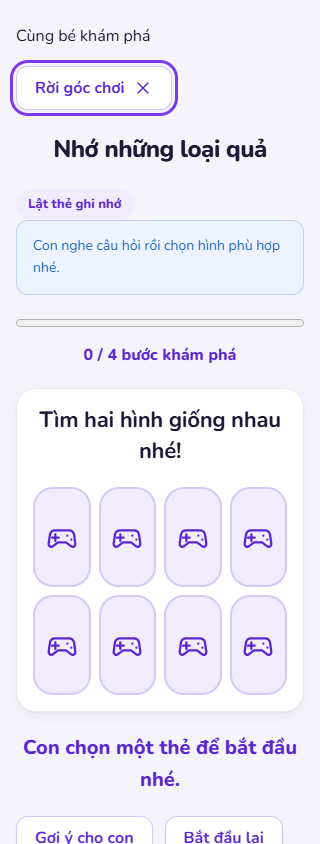 Cùng bé khám phá
Rời góc chơi
Nhớ những loại quả
Lật thẻ ghi nhớ
Con nghe câu hỏi rồi chọn hình phù hợp
nhé.
0 / 4 bước khám phá
Tìm hai hình giống nhau
nhé!
Con chọn một thẻ để bắt đầu
nhé.
Gợi ý cho con
Bắt đầu lại